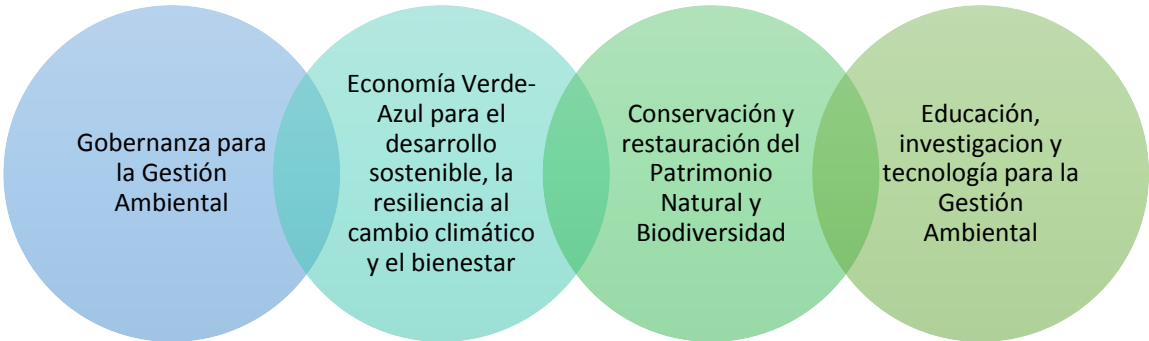 Gobernanza para
la Gestión
Ambiental
Economía Verde-
Azul para el
desarrollo
sostenible, la
resiliencia al
cambio climático
y el bienestar
Conservación y
restauración del
Patrimonio
Natural y
Biodiversidad
Educación,
investigacion y
tecnología para la
Gestión
Ambiental